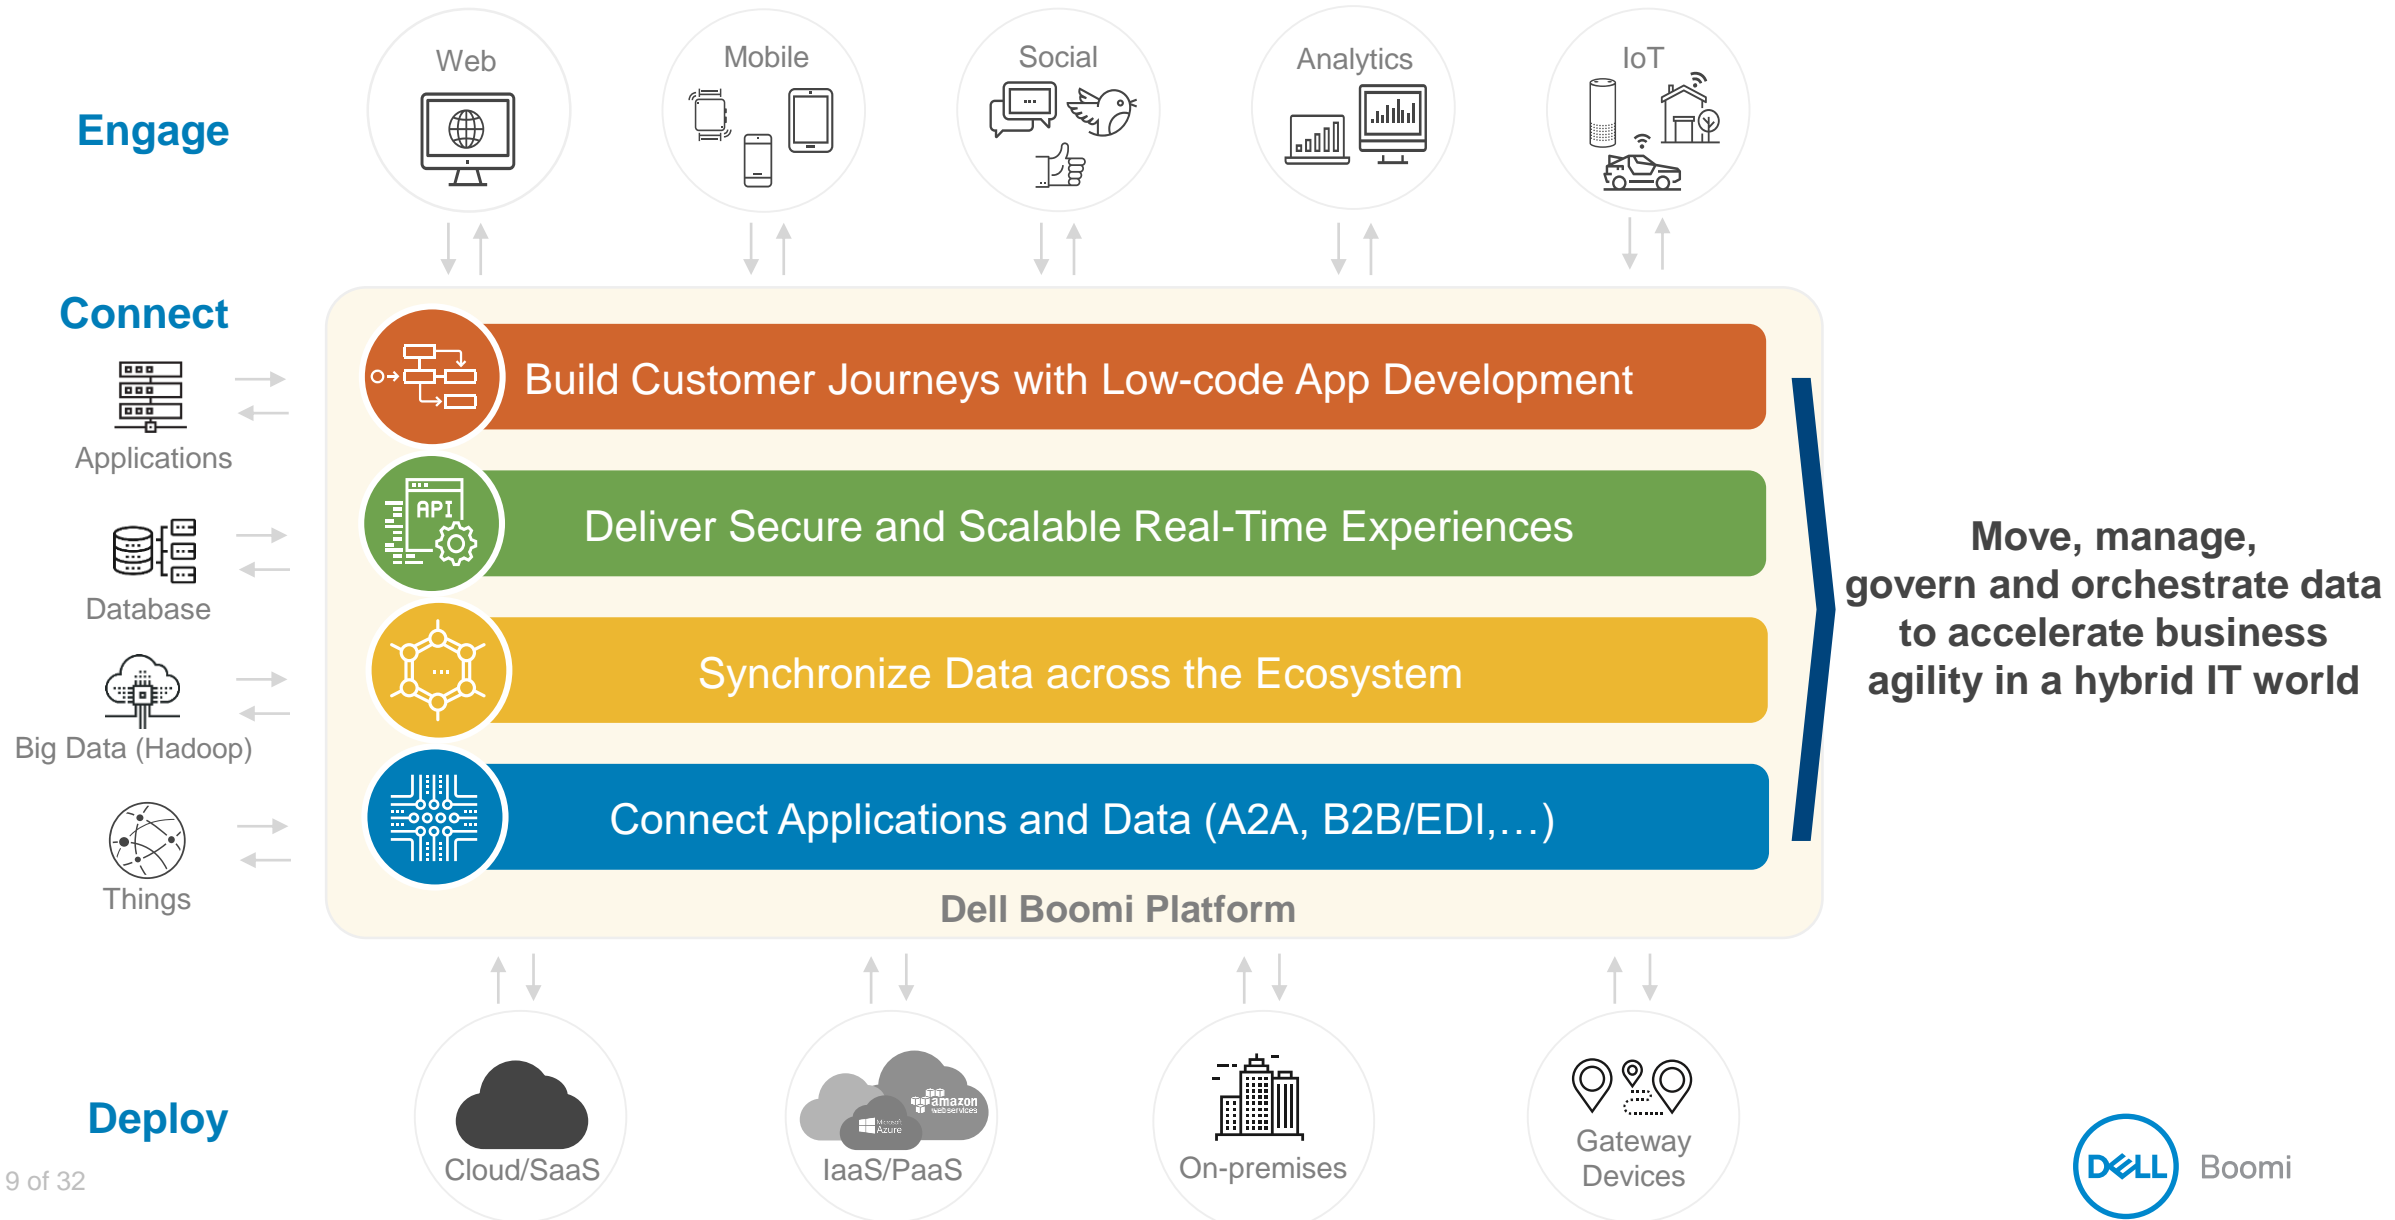 Engage
Web
Mobile
Social
Analytics
IoT
Connect
Applications
Database
Big Data (Hadoop)
Things
Build Customer Journeys with Low-code App Development
API
Deliver Secure and Scalable Real-Time Experiences
Synchronize Data across the Ecosystem
Connect Applications and Data (A2A, B2B/EDI,…)
Dell Boomi Platform
Move, manage,
govern and orchestrate data
to accelerate business
agility in a hybrid IT world
Deploy
Cloud/SaaS
amazon
webservices
Microsoft
Azure
IaaS/PaaS
On-premises
Gateway
Devices
9 of 32
DELL Boomi